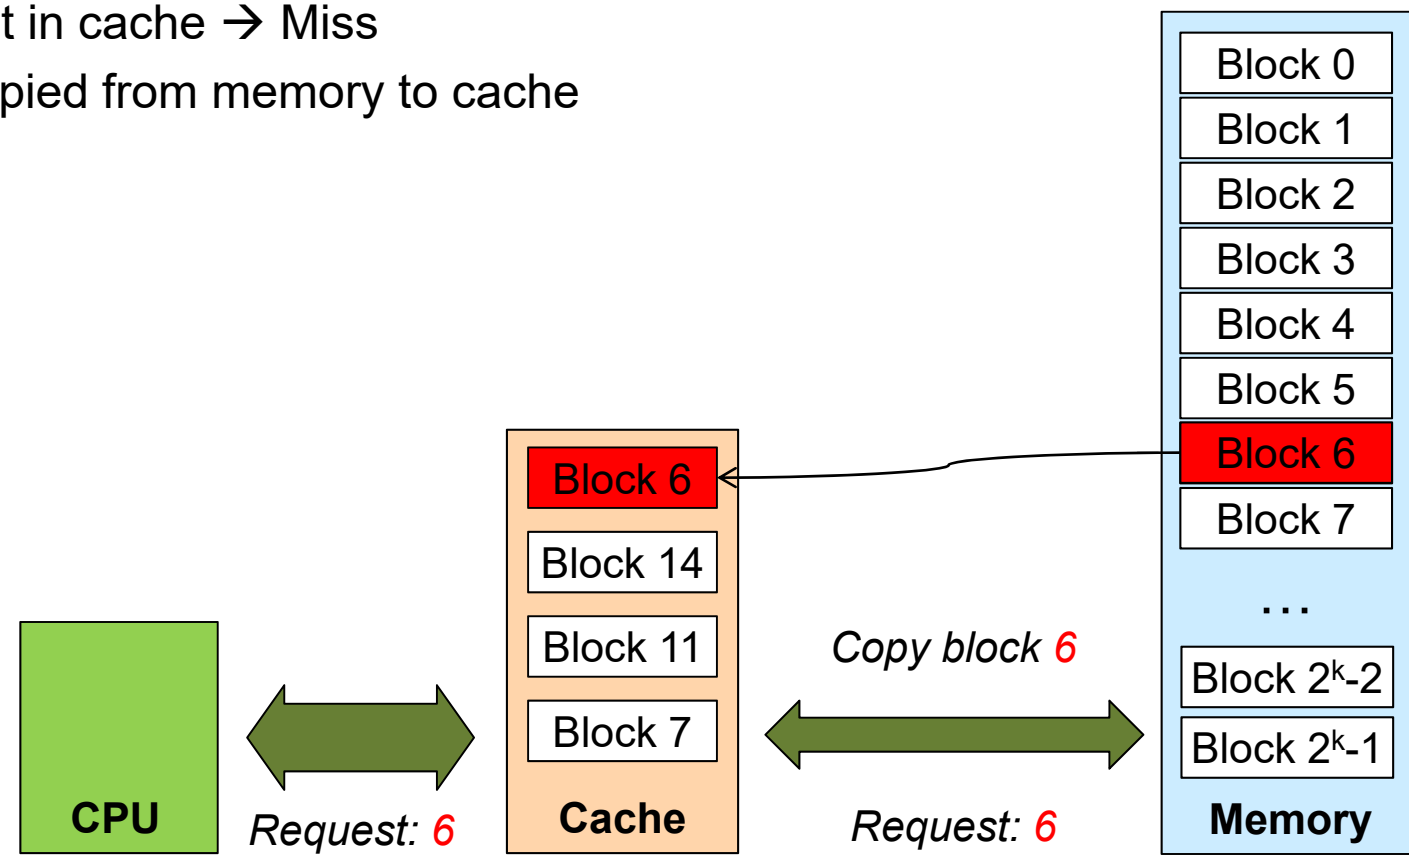 t in cache → Miss
pied from memory to cache
Block 0
Block 1
Block 2
Block 3
Block 4
Block 5
Block 6
Block 7
...
Block 2ᵏ-2
Block 2ᵏ-1
Memory
Block 6
Block 14
Block 11
Block 7
Cache
Copy block 6
Request: 6
CPU
Request: 6